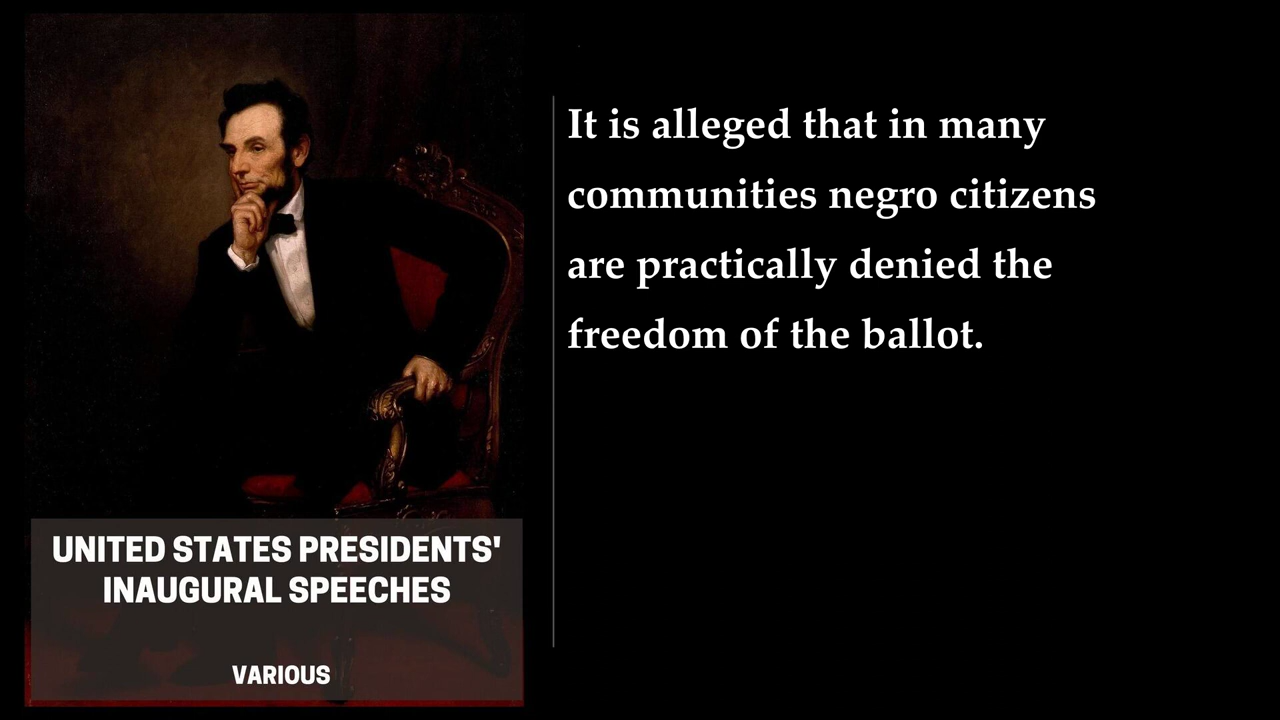 It is alleged that in many
communities negro citizens
are practically denied the
freedom of the ballot.
UNITED STATES PRESIDENTS'
INAUGURAL SPEECHES
VARIOUS